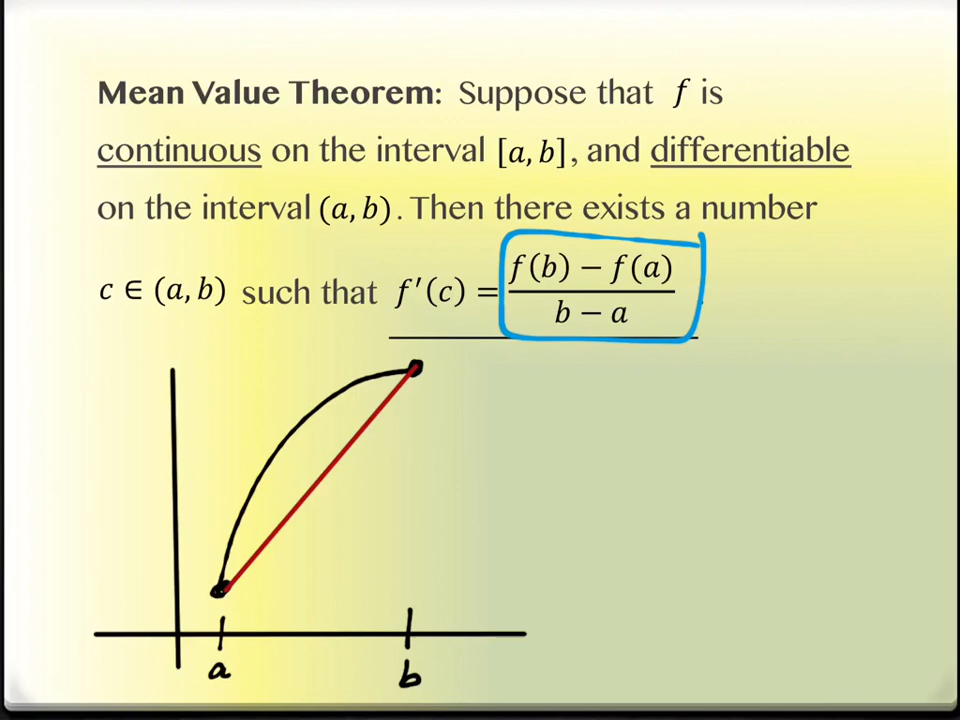 Mean Value Theorem: Suppose that f is
continuous on the interval [a, b], and differentiable
on the interval (a, b). Then there exists a number
c ∈ (a, b) such that f′(c) = f(b) − f(a) / b − a .
a b